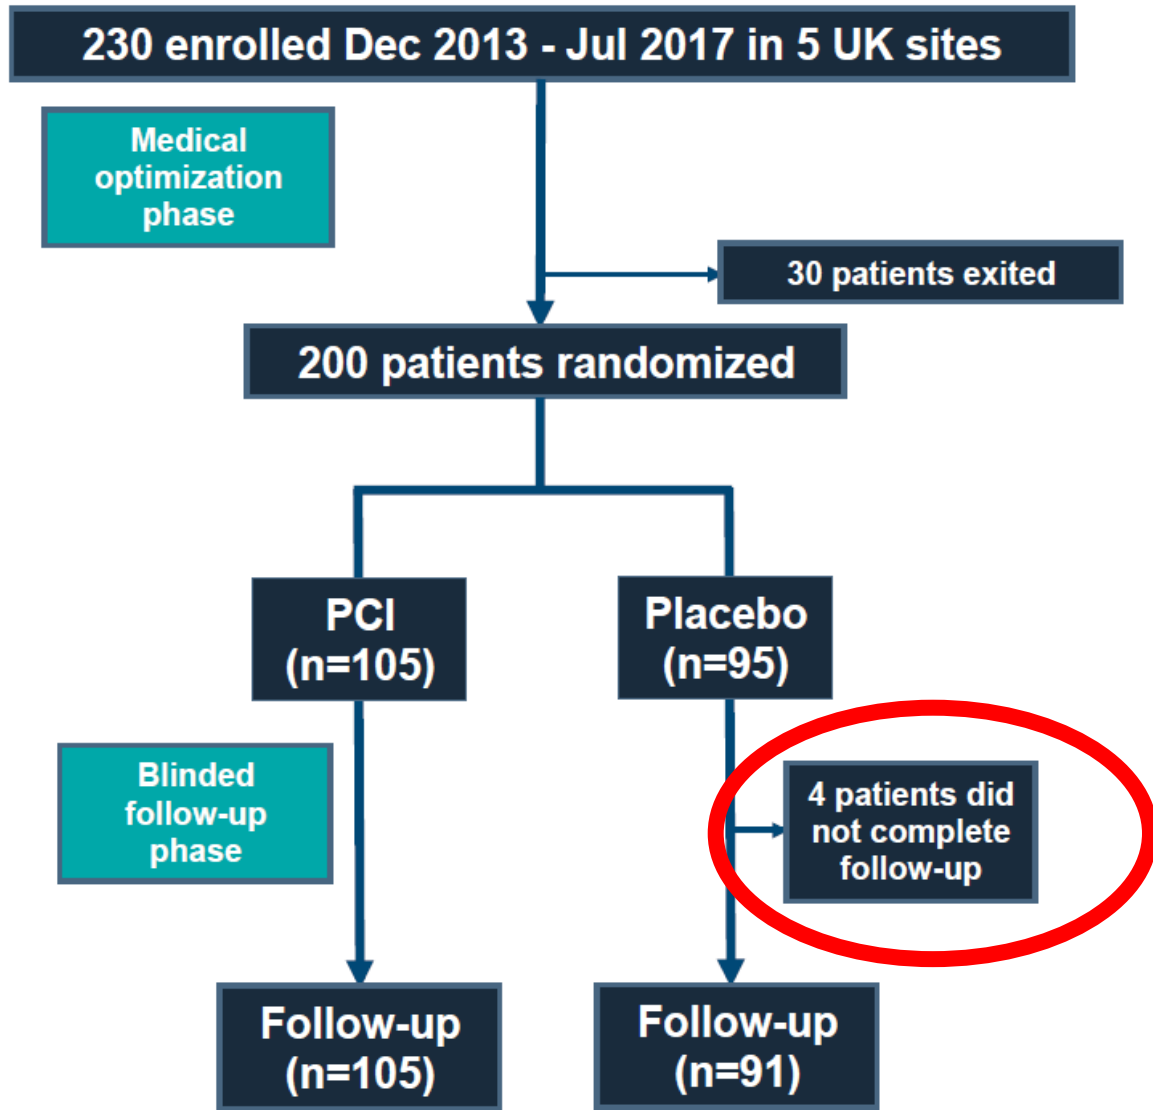 230 enrolled Dec 2013 - Jul 2017 in 5 UK sites
Medical
optimization
phase
30 patients exited
200 patients randomized
PCI
(n=105)
Placebo
(n=95)
Blinded
follow-up
phase
4 patients did
not complete
follow-up
Follow-up
(n=105)
Follow-up
(n=91)